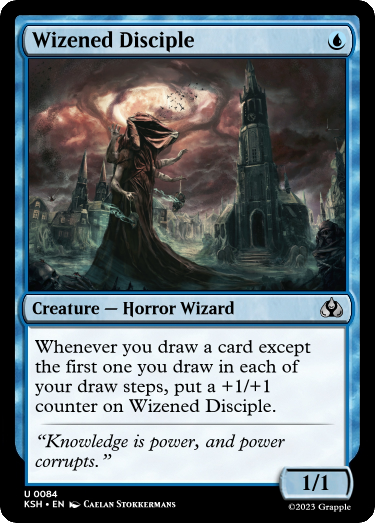 Wizened Disciple
Creature — Horror Wizard
Whenever you draw a card except
the first one you draw in each of
your draw steps, put a +1/+1
counter on Wizened Disciple.
“Knowledge is power, and power
corrupts.”
1/1
U 0084
KSH • EN Caelan Stokkermans
©2023 Grapple